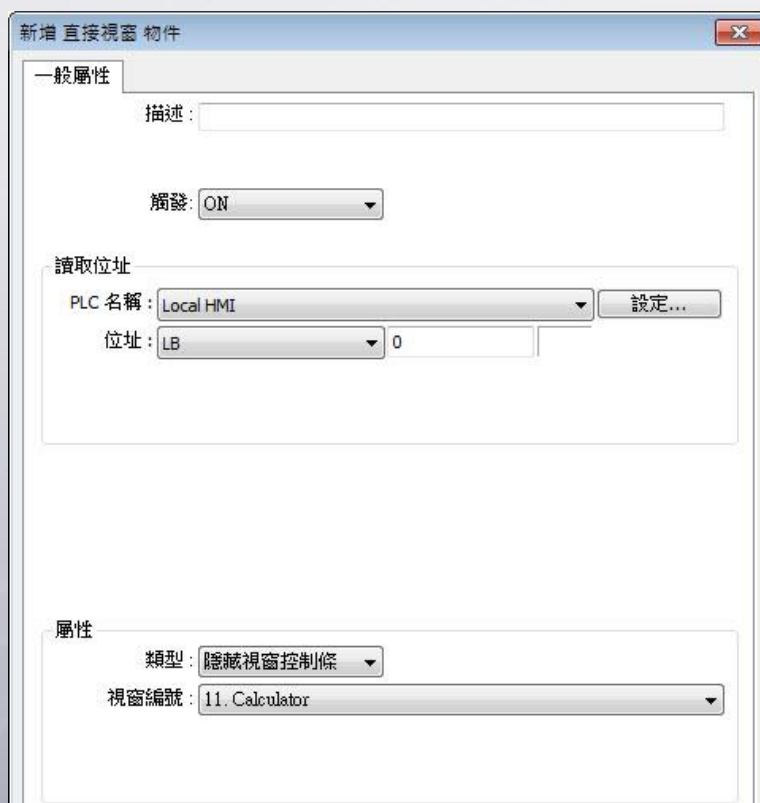 新增 直接視窗 物件
一般屬性
描述 :
觸發: ON
讀取位址
PLC 名稱 : Local HMI 設定...
位址 : LB 0
屬性
類型 : 隱藏視窗控制條
視窗編號 : 11. Calculator